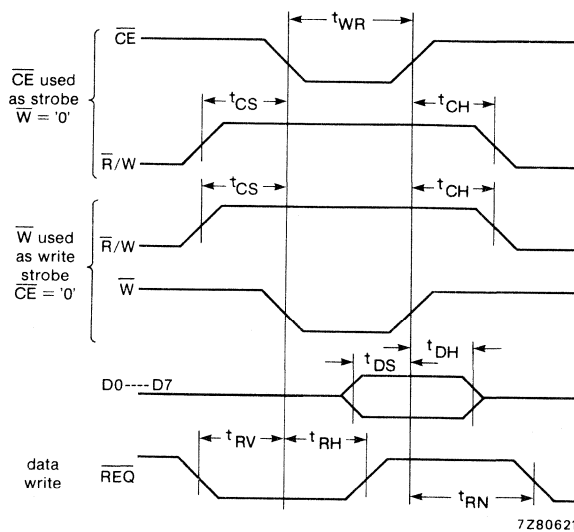 tWR
CE
CE used
as strobe
W = '0'
tCS
tCH
R/W
tCS
tCH
W used
as write
strobe
CE = '0'
R/W
W
tDS
tDH
D0----D7
tRV
tRH
data
write
REQ
tRN
7Z80621